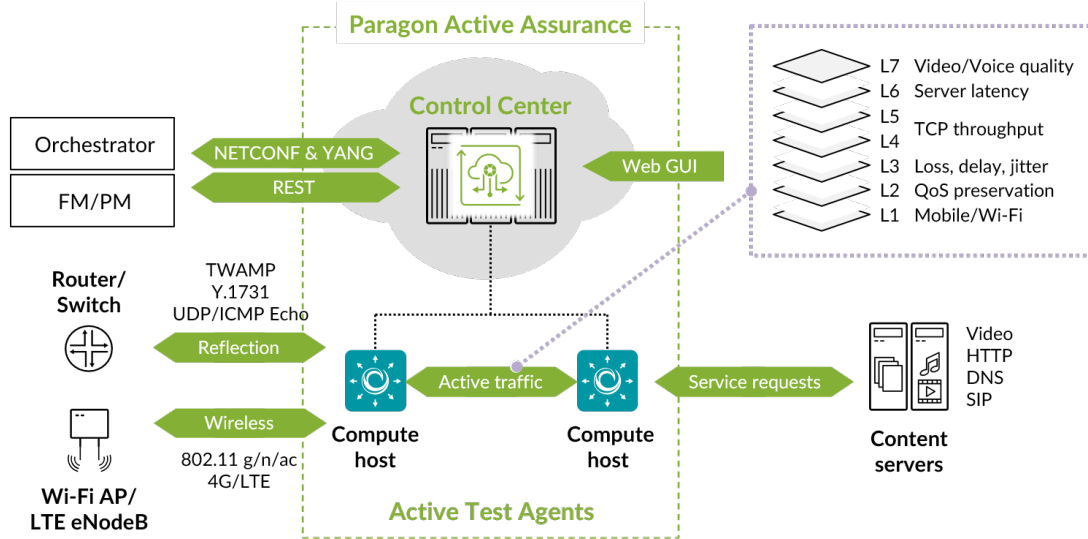 Paragon Active Assurance
Control Center
Orchestrator
FM/PM
NETCONF & YANG
REST
Web GUI
L7 Video/Voice quality
L6 Server latency
L5
TCP throughput
L4
L3 Loss, delay, jitter
L2 QoS preservation
L1 Mobile/Wi-Fi
Router/
Switch
TWAMP
Y.1731
UDP/ICMP Echo
Reflection
Wireless
802.11 g/n/ac
4G/LTE
Wi-Fi AP/
LTE eNodeB
Active traffic
Compute
host
Compute
host
Active Test Agents
Service requests
Video
HTTP
DNS
SIP
Content
servers